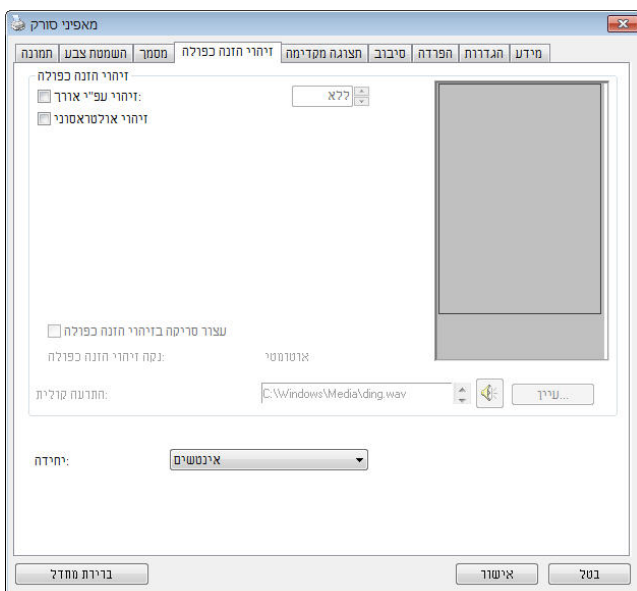 מאפיני סורק
תמונה השמטת צבע מסמך זיהוי הזנה כפולה תצוגה מקדימה סיבוב הפרדה הגדרות מידע
זיהוי הזנה כפולה
זיהוי עפ"י אורך:
ללא
זיהוי אולטראסוני
עצור סריקה בזיהוי הזנה כפולה
נקה זיהוי הזנה כפולה:
אוטומטי
התרעה קולית:
C:\Windows\Media\ding.wav
עיין...
יחידה:
אינטשים
ברירת מחדל
אישור
בטל